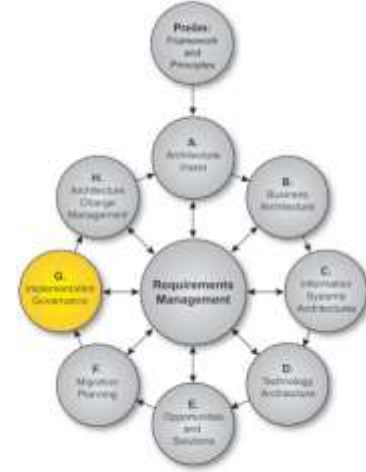 Prelim:
Framework
and
Principles
A.
Architecture
Vision
H.
Architecture
Change
Management
B.
Business
Architecture
G.
Implementation
Governance
Requirements
Management
C.
Information
Systems
Architectures
F.
Migration
Planning
D.
Technology
Architecture
E.
Opportunities
and
Solutions